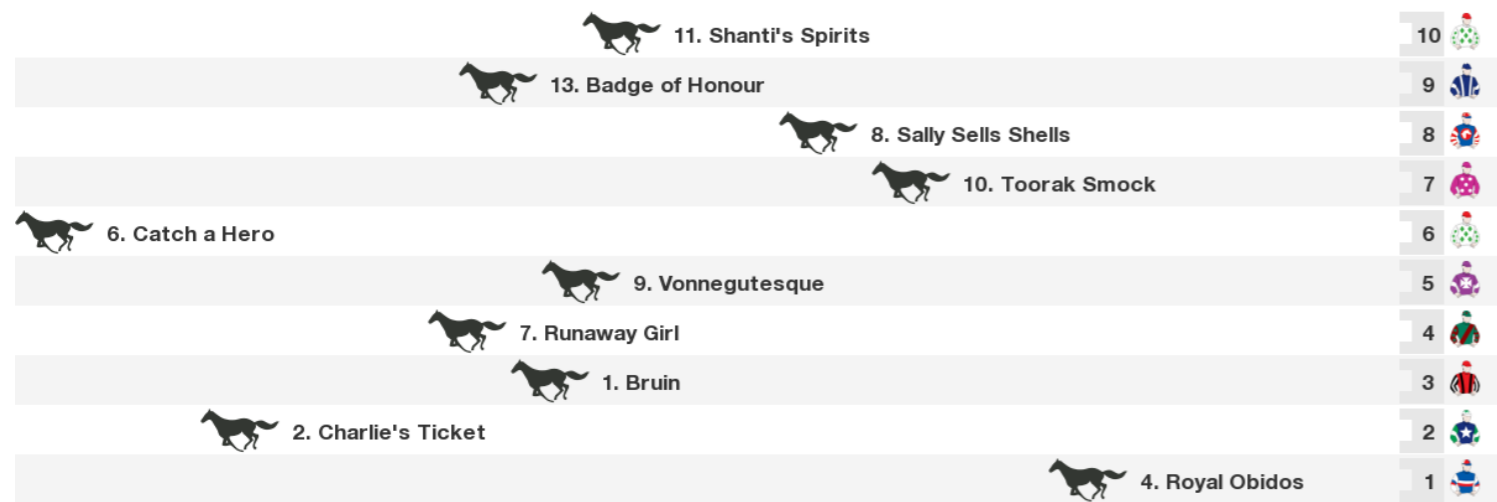 11. Shanti's Spirits 10
13. Badge of Honour 9
8. Sally Sells Shells 8
10. Toorak Smock 7
6. Catch a Hero 6
9. Vonnegutesque 5
7. Runaway Girl 4
1. Bruin 3
2. Charlie's Ticket 2
4. Royal Obidos 1